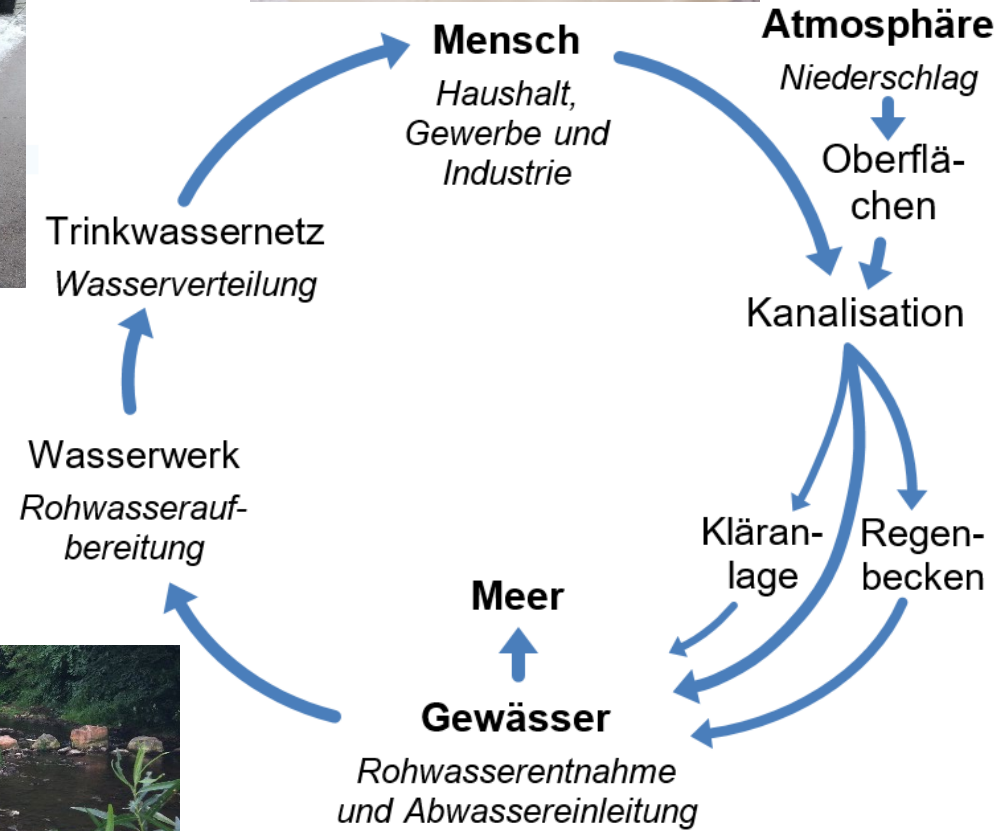 Mensch
Haushalt,
Gewerbe und
Industrie
Atmosphäre
Niederschlag
Oberflä-
chen
Kanalisation
Kläran-
lage
Regen-
becken
Meer
Gewässer
Rohwasserentnahme
und Abwassereinleitung
Wasserwerk
Rohwasserauf-
bereitung
Trinkwassernetz
Wasserverteilung